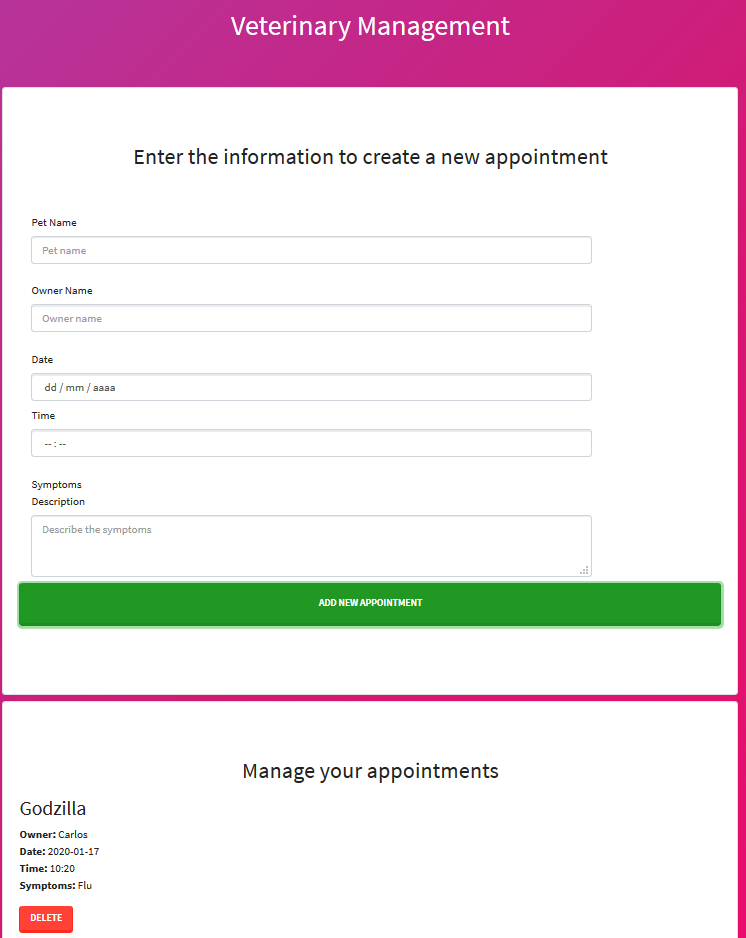 Veterinary Management
Enter the information to create a new appointment
Pet Name
Pet name
Owner Name
Owner name
Date
dd / mm / aaaa
Time
-- : --
Symptoms
Description
Describe the symptoms
ADD NEW APPOINTMENT
Manage your appointments
Godzilla
Owner: Carlos
Date: 2020-01-17
Time: 10:20
Symptoms: Flu
DELETE